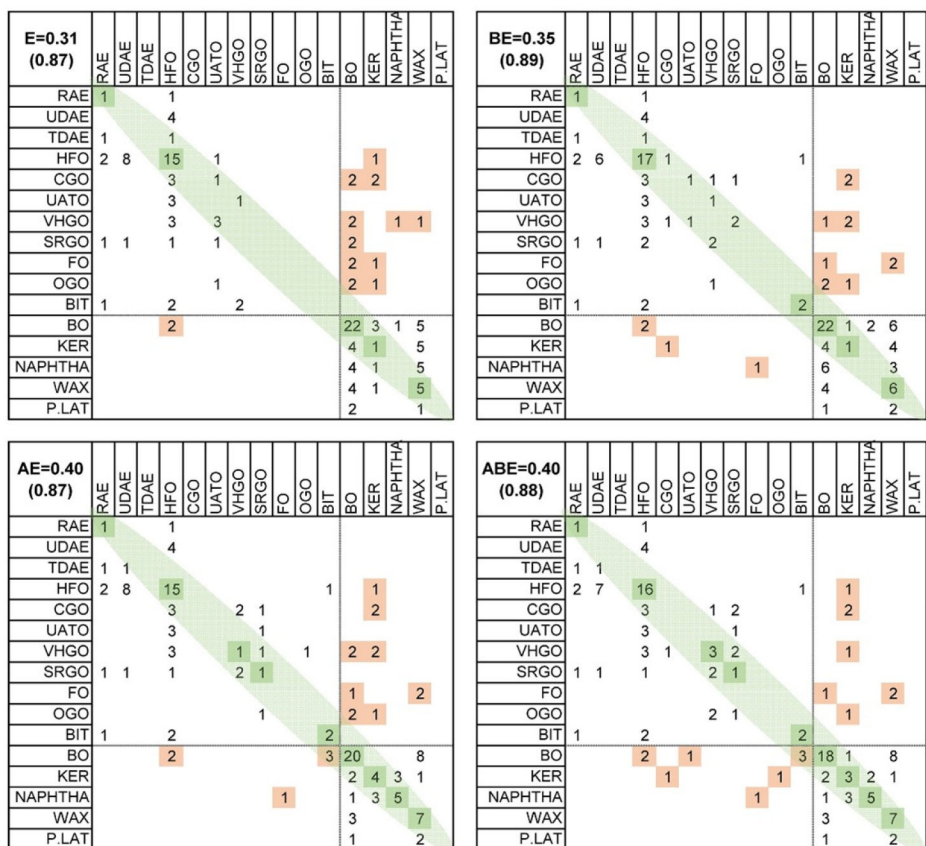 E=0.31
(0.87)
RAE UDAE TDAE HFO CGO UATO VHGO SRGO FO OGO BIT BO KER NAPHTHA WAX P.LAT
RAE 1 1
UDAE 4
TDAE 1 1
HFO 2 8 15 1 1
CGO 3 1 2 2
UATO 3 1
VHGO 3 3 2 1 1
SRGO 1 1 1 1 2
FO 2 1
OGO 1 2 1
BIT 1 2 2
BO 2 22 3 1 5
KER 4 1 5
NAPHTHA 4 1 5
WAX 4 1 5
P.LAT 2 1
BE=0.35
(0.89)
RAE UDAE TDAE HFO CGO UATO VHGO SRGO FO OGO BIT BO KER NAPHTHA WAX P.LAT
RAE 1 1
UDAE 4
TDAE 1 1
HFO 2 6 17 1 1
CGO 3 1 1 1 2
UATO 3 1
VHGO 3 1 1 2 1 2
SRGO 1 1 2 2
FO 1 2
OGO 1 2 1
BIT 1 2 2
BO 2 22 1 2 6
KER 1 4 1 4
NAPHTHA 1 6 3
WAX 4 6
P.LAT 1 2
AE=0.40
(0.87)
RAE UDAE TDAE HFO CGO UATO VHGO SRGO FO OGO BIT BO KER NAPHTHA WAX P.LAT
RAE 1 1
UDAE 4
TDAE 1 1
HFO 2 8 15 1 1
CGO 3 2 1 2
UATO 3 1
VHGO 3 1 1 1 2 2
SRGO 1 1 1 2 1
FO 1 2
OGO 1 2 1
BIT 1 2 2
BO 2 3 20 8
KER 2 4 3 1
NAPHTHA 1 1 3 5
WAX 3 7
P.LAT 1 2
ABE=0.40
(0.88)
RAE UDAE TDAE HFO CGO UATO VHGO SRGO FO OGO BIT BO KER NAPHTHA WAX P.LAT
RAE 1 1
UDAE 4
TDAE 1 1
HFO 2 7 16 1 1
CGO 3 1 2 2
UATO 3 1
VHGO 3 1 3 2 1
SRGO 1 1 1 2 1
FO 1 2
OGO 2 1 1
BIT 1 2 2
BO 2 1 3 18 1 8
KER 1 1 2 3 2 1
NAPHTHA 1 1 3 5
WAX 3 7
P.LAT 1 2